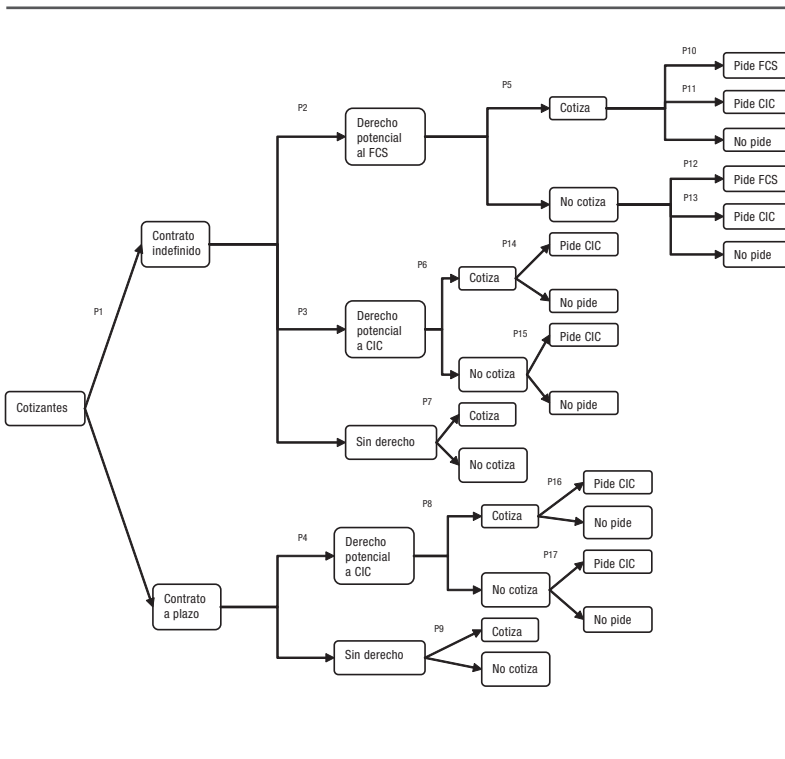 P10
Pide FCS
P5
P11
P2
Cotiza
Pide CIC
Derecho
potencial
al FCS
No pide
P12
Pide FCS
P13
No cotiza
Pide CIC
Contrato
indefinido
P14
Pide CIC
No pide
P6
Cotiza
P1
P3
No pide
Derecho
potencial
a CIC
P15
Pide CIC
No cotiza
Cotizantes
P7
No pide
Cotiza
Sin derecho
No cotiza
P16
Pide CIC
P8
Cotiza
No pide
P4
Derecho
potencial
a CIC
P17
Pide CIC
No cotiza
Contrato
a plazo
No pide
P9
Cotiza
Sin derecho
No cotiza